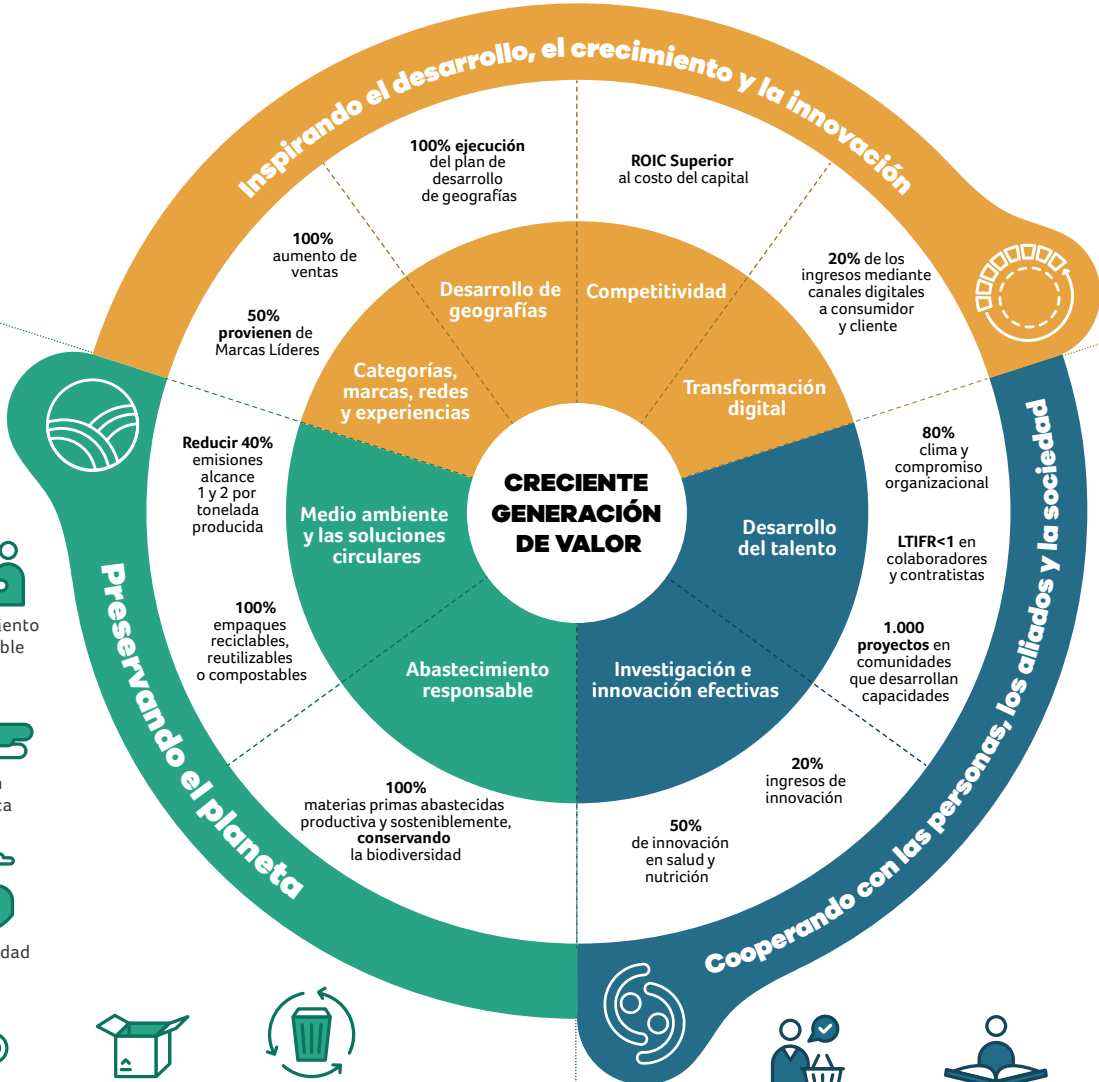 Inspirando el desarrollo, el crecimiento y la innovación
100% ejecución
del plan de
desarrollo
de geografías
ROIC Superior
al costo del capital
100%
aumento de
ventas
50%
provienen de
Marcas Líderes
20% de los
ingresos mediante
canales digitales
a consumidor
y cliente
Desarrollo de
geografías
Competitividad
Categorías,
marcas, redes
y experiencias
Transformación
digital
CRECIENTE
GENERACIÓN
DE VALOR
Reducir 40%
emisiones
alcance
1 y 2 por
tonelada
producida
Medio ambiente
y las soluciones
circulares
100%
empaques
reciclables,
reutilizables
o compostables
Abastecimiento
responsable
100%
materias primas abastecidas
productiva y sosteniblemente,
conservando
la biodiversidad
Preservando el planeta
Desarrollo
del talento
80%
clima y
compromiso
organizacional
LTIFR<1 en
colaboradores
y contratistas
1.000
proyectos en
comunidades
que desarrollan
capacidades
Investigación e
innovación efectivas
20%
ingresos de
innovación
50%
de innovación
en salud y
nutrición
Cooperando con las personas, los aliados y la sociedad